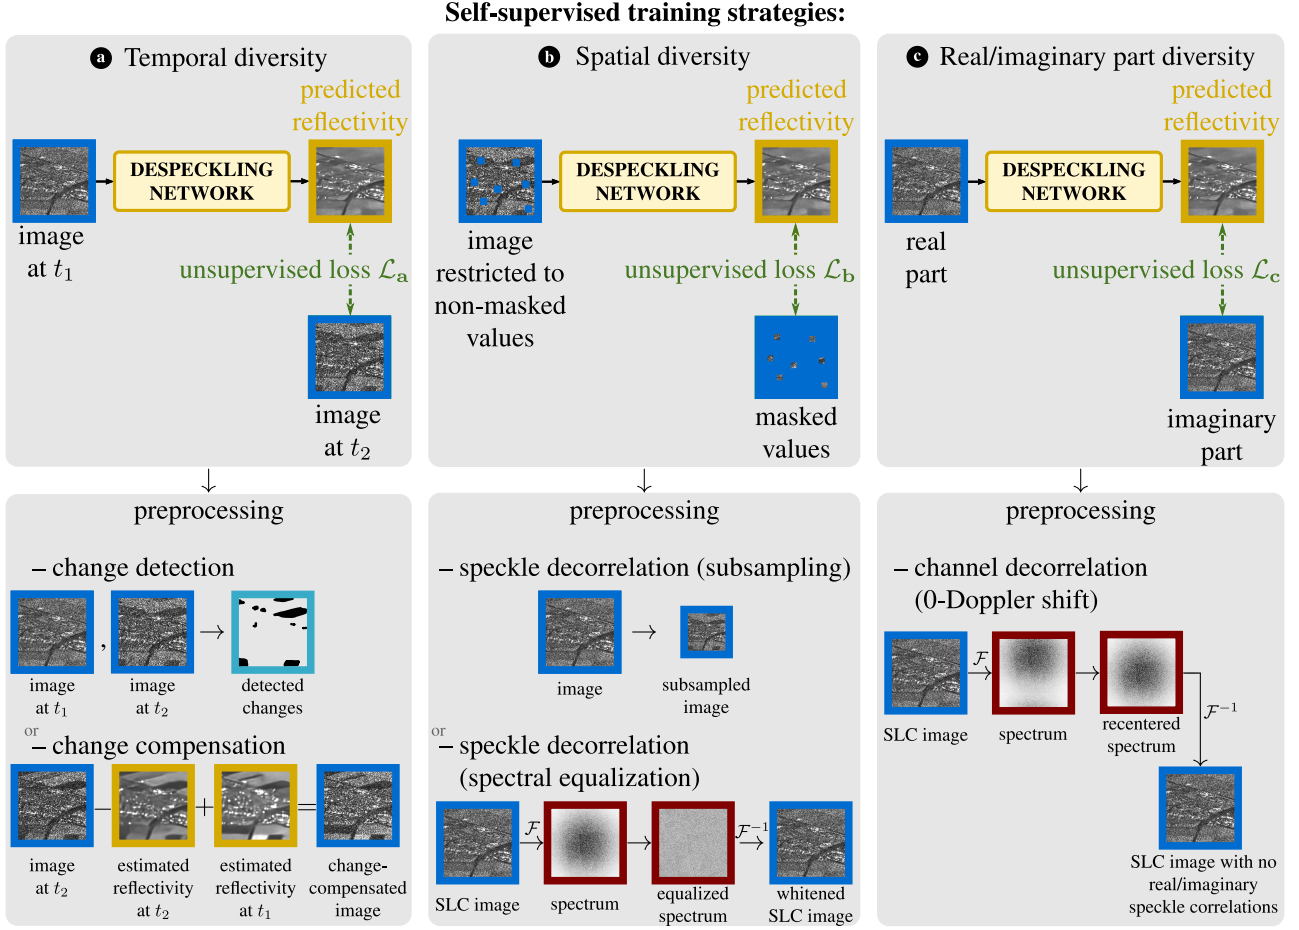 Self-supervised training strategies:
a Temporal diversity
predicted
reflectivity
DESPECKLING
NETWORK
image
at t₁
unsupervised loss ℒₐ
image
at t₂
b Spatial diversity
predicted
reflectivity
DESPECKLING
NETWORK
image
restricted to
non-masked
values
unsupervised loss ℒ_b
masked
values
c Real/imaginary part diversity
predicted
reflectivity
DESPECKLING
NETWORK
real
part
unsupervised loss ℒ_c
imaginary
part
preprocessing
– change detection
, →
image
at t₁
image
at t₂
detected
changes
or
– change compensation
– + =
image
at t₂
estimated
reflectivity
at t₂
estimated
reflectivity
at t₁
change-
compensated
image
preprocessing
– speckle decorrelation (subsampling)
→
image
subsampled
image
or
– speckle decorrelation
(spectral equalization)
ℱ
ℱ⁻¹
SLC image
spectrum
equalized
spectrum
whitened
SLC image
preprocessing
– channel decorrelation
(0-Doppler shift)
ℱ
ℱ⁻¹
SLC image
spectrum
recentered
spectrum
SLC image with no
real/imaginary
speckle correlations